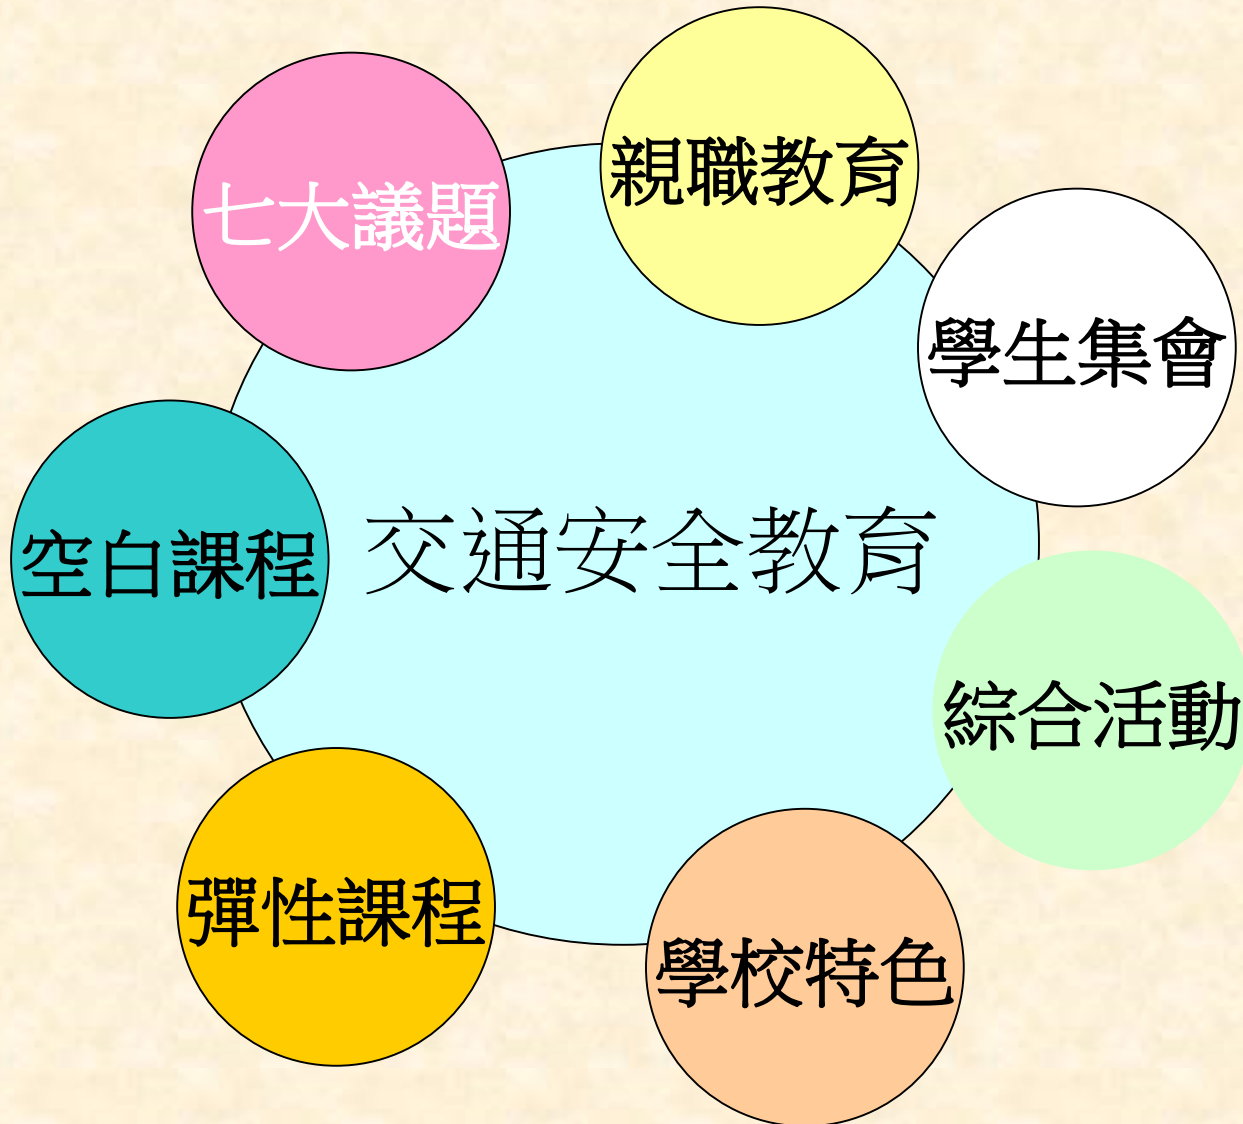 親職教育
七大議題
學生集會
交通安全教育
空白課程
綜合活動
彈性課程
學校特色